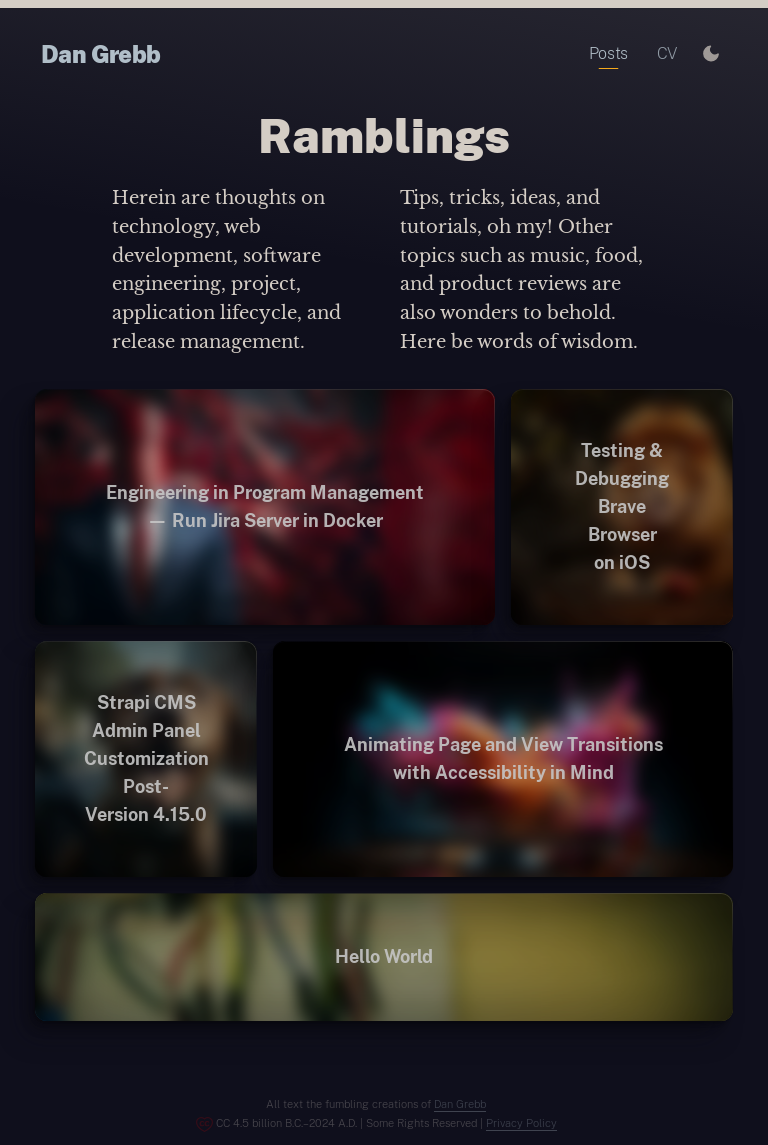 Dan Grebb
Posts
CV
Ramblings
Herein are thoughts on
technology, web
development, software
engineering, project,
application lifecycle, and
release management.
Tips, tricks, ideas, and
tutorials, oh my! Other
topics such as music, food,
and product reviews are
also wonders to behold.
Here be words of wisdom.
Engineering in Program Management
— Run Jira Server in Docker
Testing &
Debugging
Brave
Browser
on iOS
Strapi CMS
Admin Panel
Customization
Post-
Version 4.15.0
Animating Page and View Transitions
with Accessibility in Mind
Hello World
All text the fumbling creations of Dan Grebb
CC 4.5 billion B.C.–2024 A.D. | Some Rights Reserved | Privacy Policy